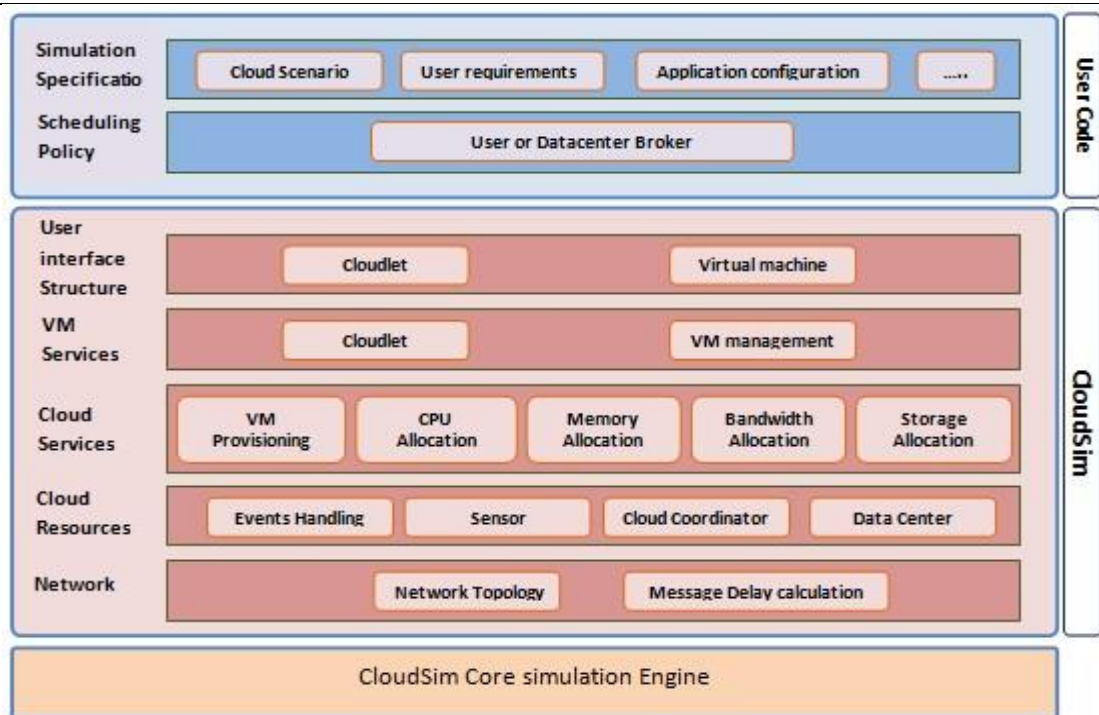 Simulation
Specificatio
Cloud Scenario
User requirements
Application configuration
.....
Scheduling
Policy
User or Datacenter Broker
User Code
User
interface
Structure
Cloudlet
Virtual machine
VM
Services
Cloudlet
VM management
Cloud
Services
VM
Provisioning
CPU
Allocation
Memory
Allocation
Bandwidth
Allocation
Storage
Allocation
Cloud
Resources
Events Handling
Sensor
Cloud Coordinator
Data Center
Network
Network Topology
Message Delay calculation
CloudSim
CloudSim Core simulation Engine